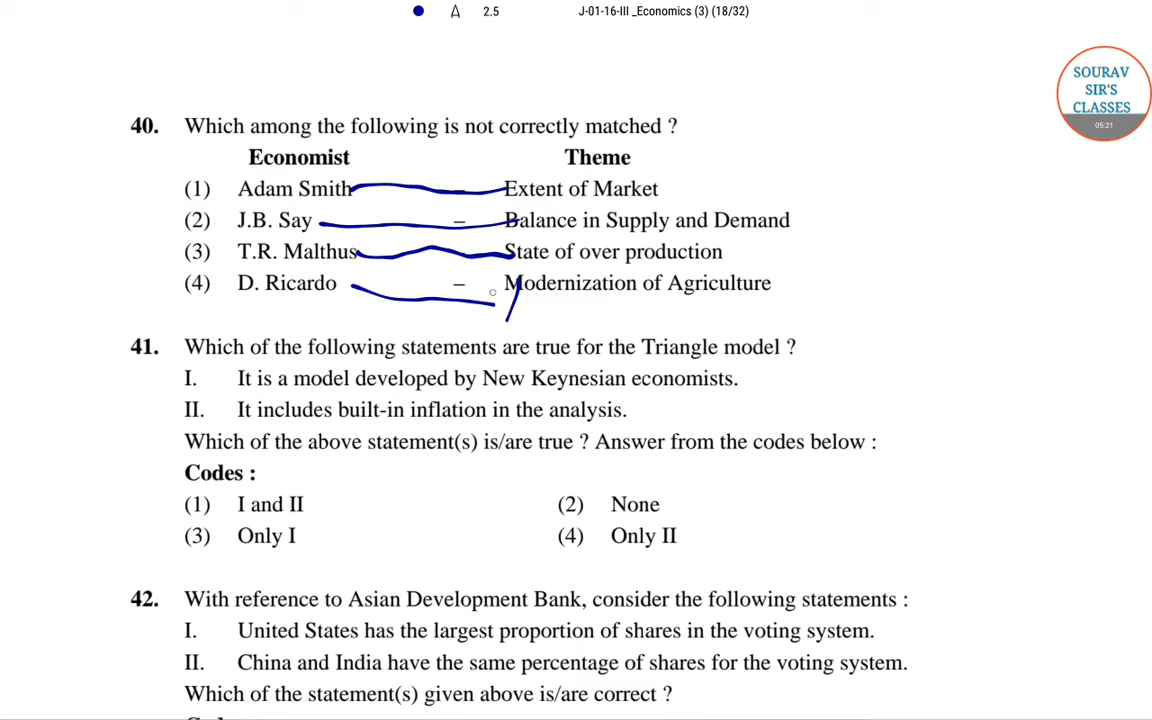 2.5 J-01-16-III _Economics (3) (18/32)
SOURAV
SIR'S
CLASSES
05:21
40. Which among the following is not correctly matched ?
Economist Theme
(1) Adam Smith – Extent of Market
(2) J.B. Say – Balance in Supply and Demand
(3) T.R. Malthus State of over production
(4) D. Ricardo – Modernization of Agriculture
41. Which of the following statements are true for the Triangle model ?
I. It is a model developed by New Keynesian economists.
II. It includes built-in inflation in the analysis.
Which of the above statement(s) is/are true ? Answer from the codes below :
Codes :
(1) I and II (2) None
(3) Only I (4) Only II
42. With reference to Asian Development Bank, consider the following statements :
I. United States has the largest proportion of shares in the voting system.
II. China and India have the same percentage of shares for the voting system.
Which of the statement(s) given above is/are correct ?